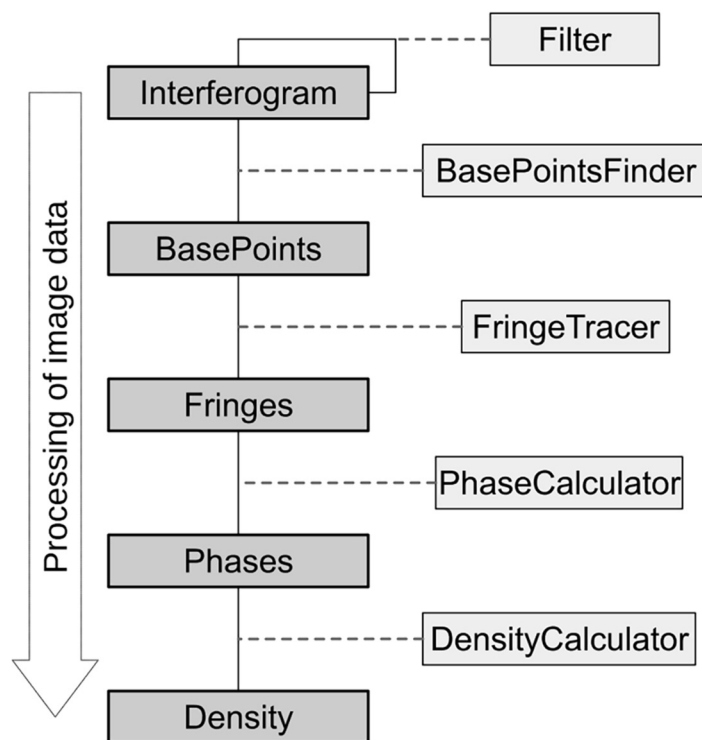 Filter
Interferogram
BasePointsFinder
BasePoints
FringeTracer
Fringes
PhaseCalculator
Phases
DensityCalculator
Density
Processing of image data